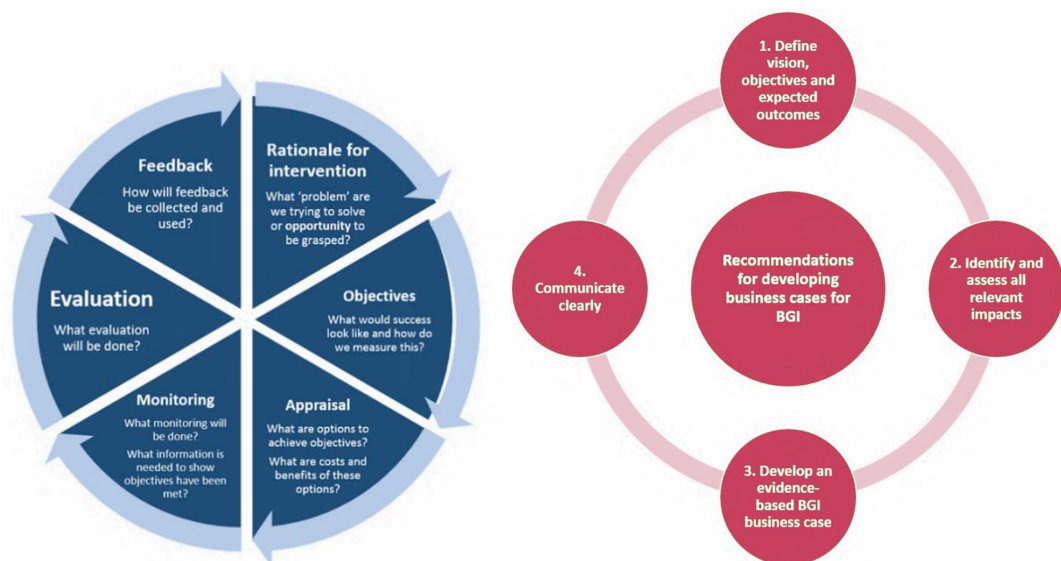 Rationale for
intervention
What 'problem' are
we trying to solve
or opportunity to
be grasped?
Objectives
What would success
look like and how do
we measure this?
Appraisal
What are options to
achieve objectives?
What are costs and
benefits of these
options?
Monitoring
What monitoring will
be done?
What information is
needed to show
objectives have been
met?
Evaluation
What evaluation
will be done?
Feedback
How will feedback
be collected and
used?
1. Define
vision,
objectives and
expected
outcomes
2. Identify and
assess all
relevant
impacts
3. Develop an
evidence-
based BGI
business case
4.
Communicate
clearly
Recommendations
for developing
business cases for
BGI